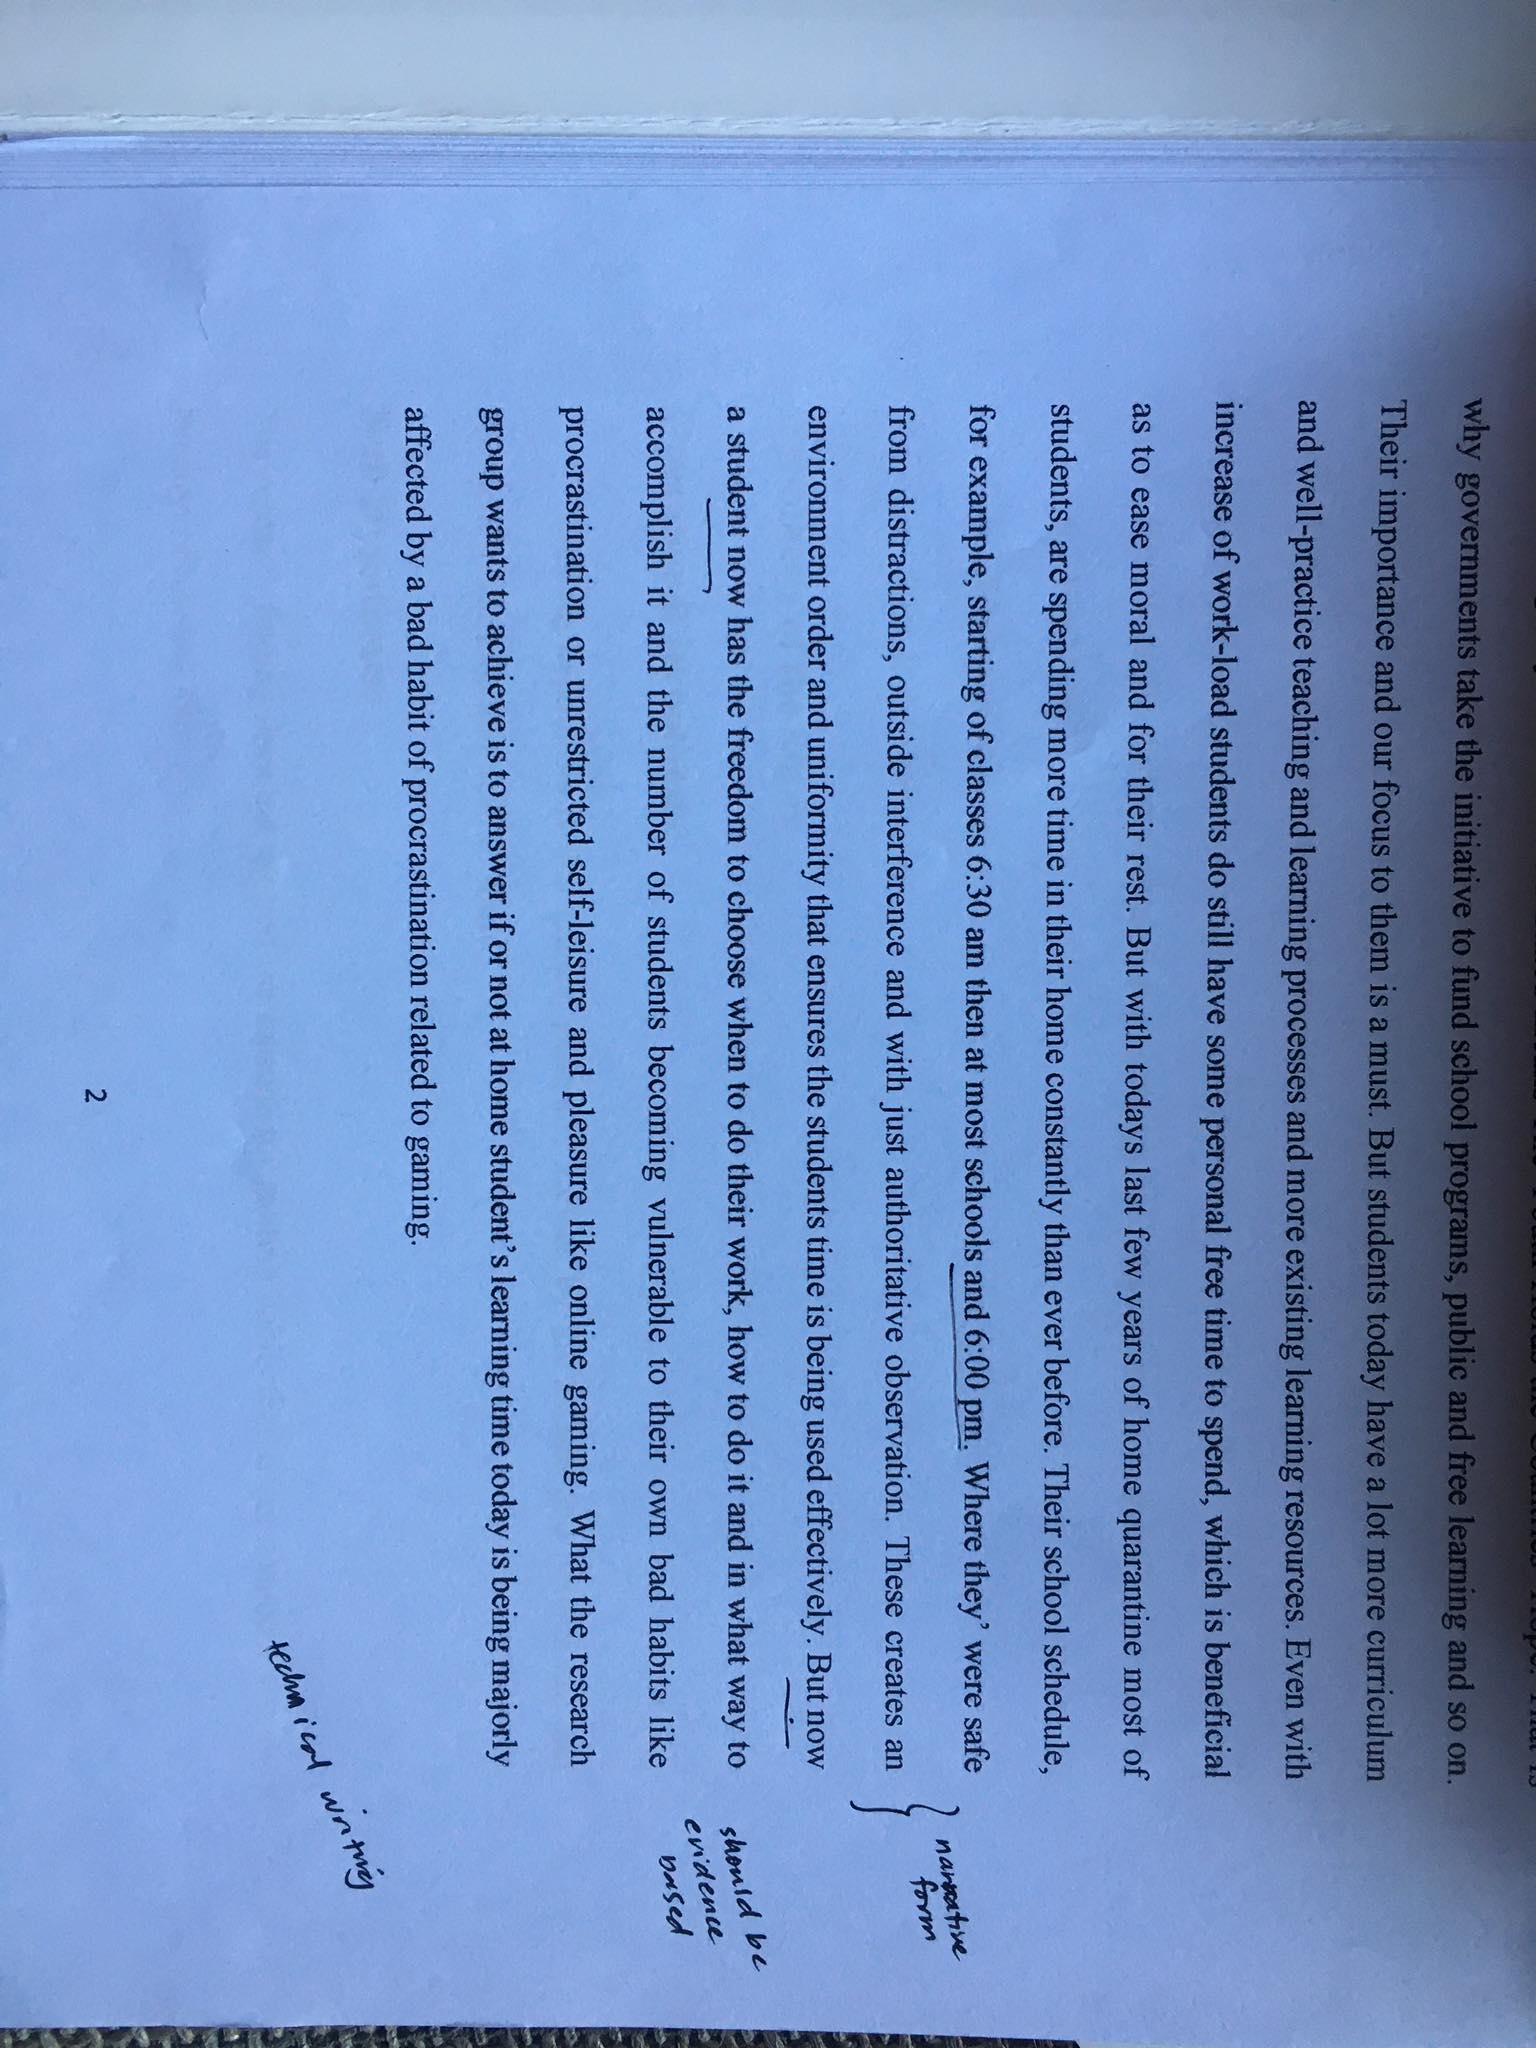 Youth Holds the Countries' Hope. That is
why governments take the initiative to fund school programs, public and free learning and so on.
Their importance and our focus to them is a must. But students today have a lot more curriculum
and well-practice teaching and learning processes and more existing learning resources. Even with
increase of work-load students do still have some personal free time to spend, which is beneficial
as to ease moral and for their rest. But with todays last few years of home quarantine most of
students, are spending more time in their home constantly than ever before. Their school schedule,
for example, starting of classes 6:30 am then at most schools and 6:00 pm. Where they’ were safe
narrative
form
from distractions, outside interference and with just authoritative observation. These creates an
environment order and uniformity that ensures the students time is being used effectively. But now
a student now has the freedom to choose when to do their work, how to do it and in what way to
should be
evidence
based
accomplish it and the number of students becoming vulnerable to their own bad habits like
procrastination or unrestricted self-leisure and pleasure like online gaming. What the research
group wants to achieve is to answer if or not at home student’s learning time today is being majorly
affected by a bad habit of procrastination related to gaming.
technical writing
2